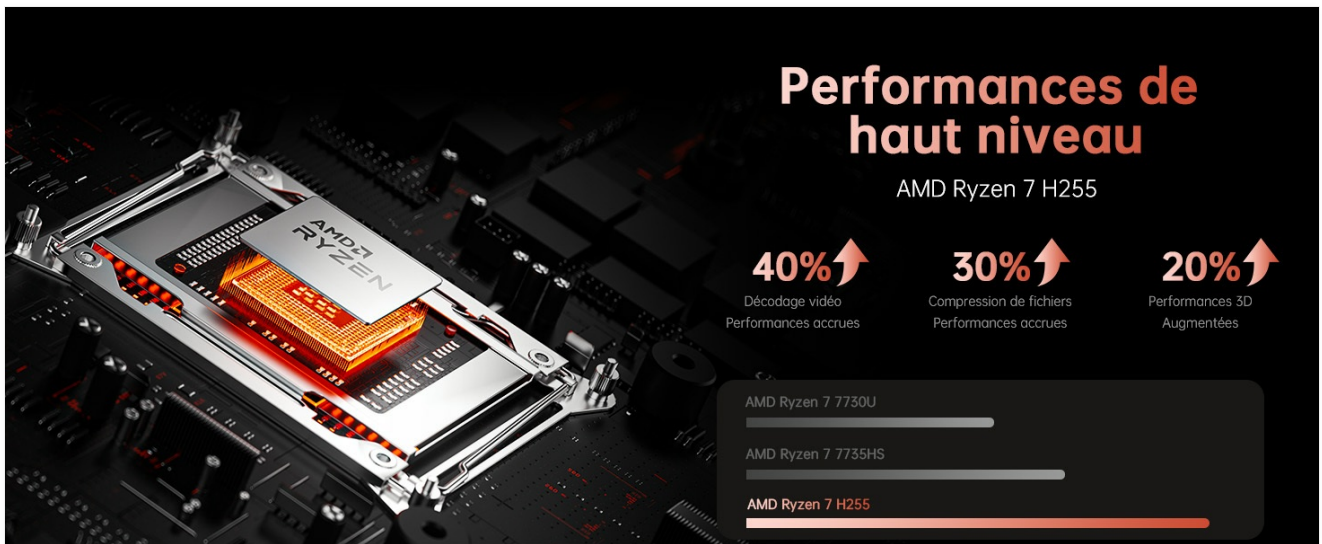 Performances de
haut niveau
AMD Ryzen 7 H255
40%
30%
20%
Décodage vidéo
Performances accrues
Compression de fichiers
Performances accrues
Performances 3D
Augmentées
AMD
RYZEN
AMD Ryzen 7 7730U
AMD Ryzen 7 7735HS
AMD Ryzen 7 H255